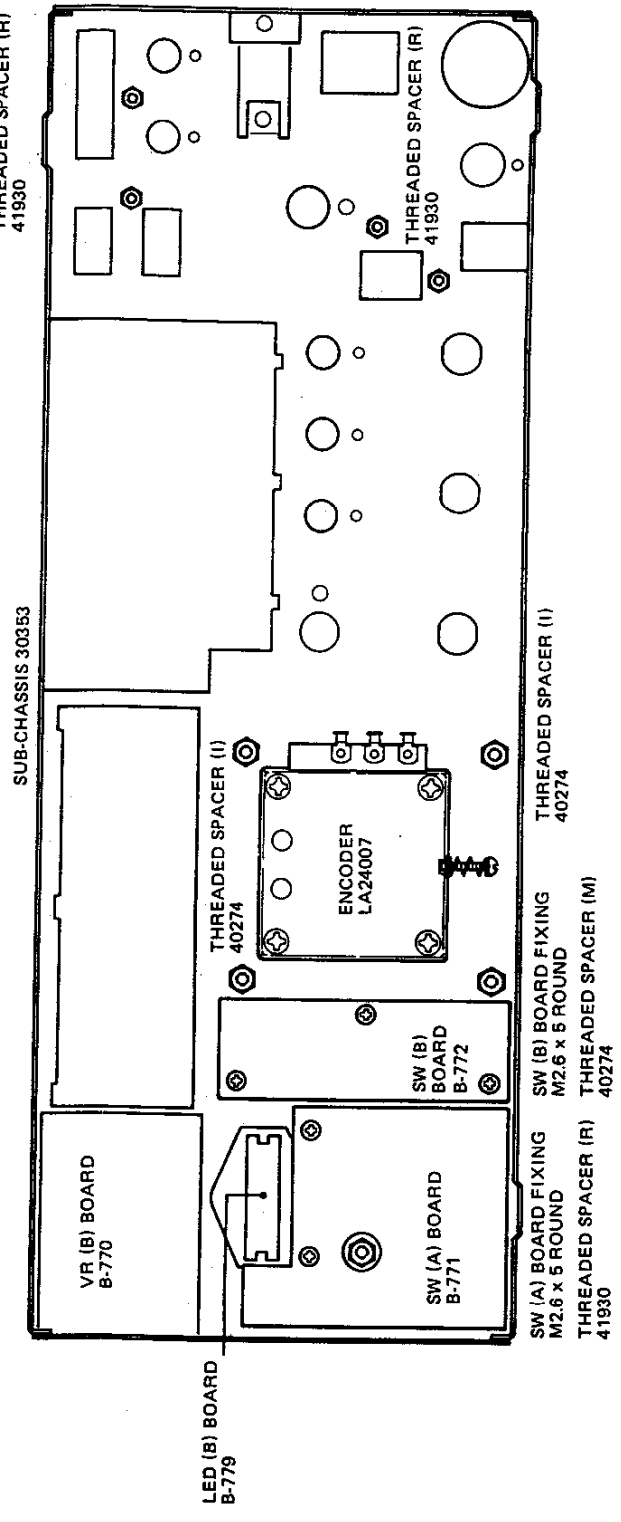 THREADED SPACER (R)
41930
THREADED SPACER (R)
41930
SUB-CHASSIS 30353
THREADED SPACER (I)
40274
ENCODER
LA24007
THREADED SPACER (I)
40274
SW (B)
BOARD
B-772
SW (B) BOARD FIXING
M2.6 x 5 ROUND
THREADED SPACER (M)
40274
VR (B) BOARD
B-770
SW (A) BOARD
B-771
SW (A) BOARD FIXING
M2.6 x 5 ROUND
THREADED SPACER (R)
41930
LED (B) BOARD
B-779